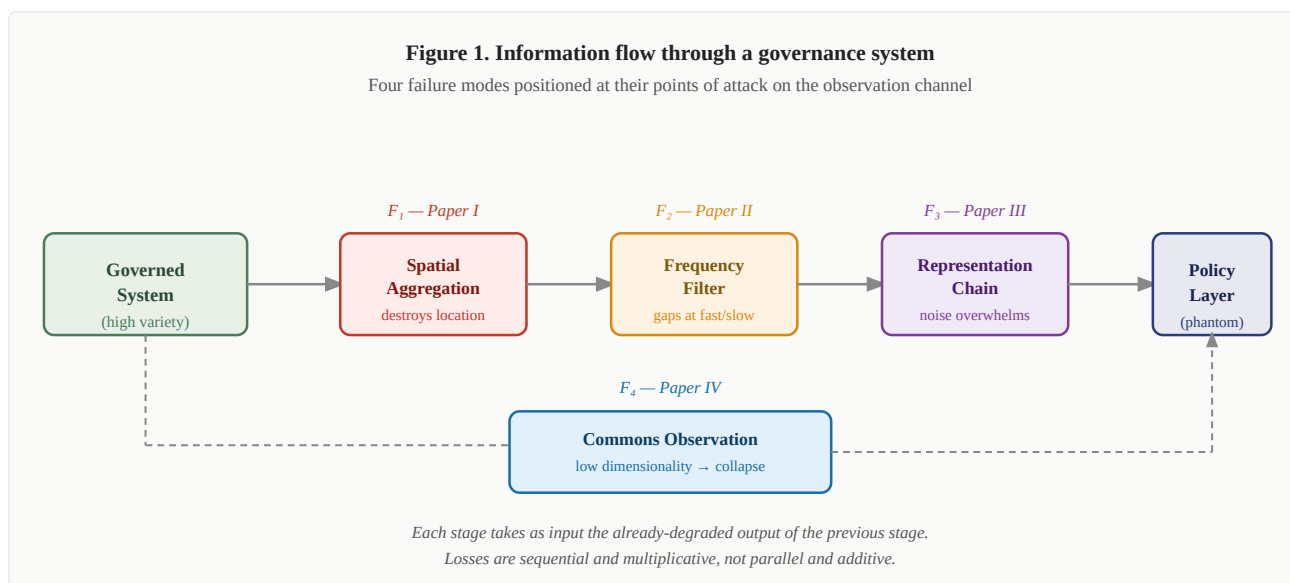 Figure 1. Information flow through a governance system
Four failure modes positioned at their points of attack on the observation channel
F₁ — Paper I
F₂ — Paper II
F₃ — Paper III
Governed
System
(high variety)
Spatial
Aggregation
destroys location
Frequency
Filter
gaps at fast/slow
Representation
Chain
noise overwhelms
Policy
Layer
(phantom)
F₄ — Paper IV
Commons Observation
low dimensionality → collapse
Each stage takes as input the already-degraded output of the previous stage.
Losses are sequential and multiplicative, not parallel and additive.